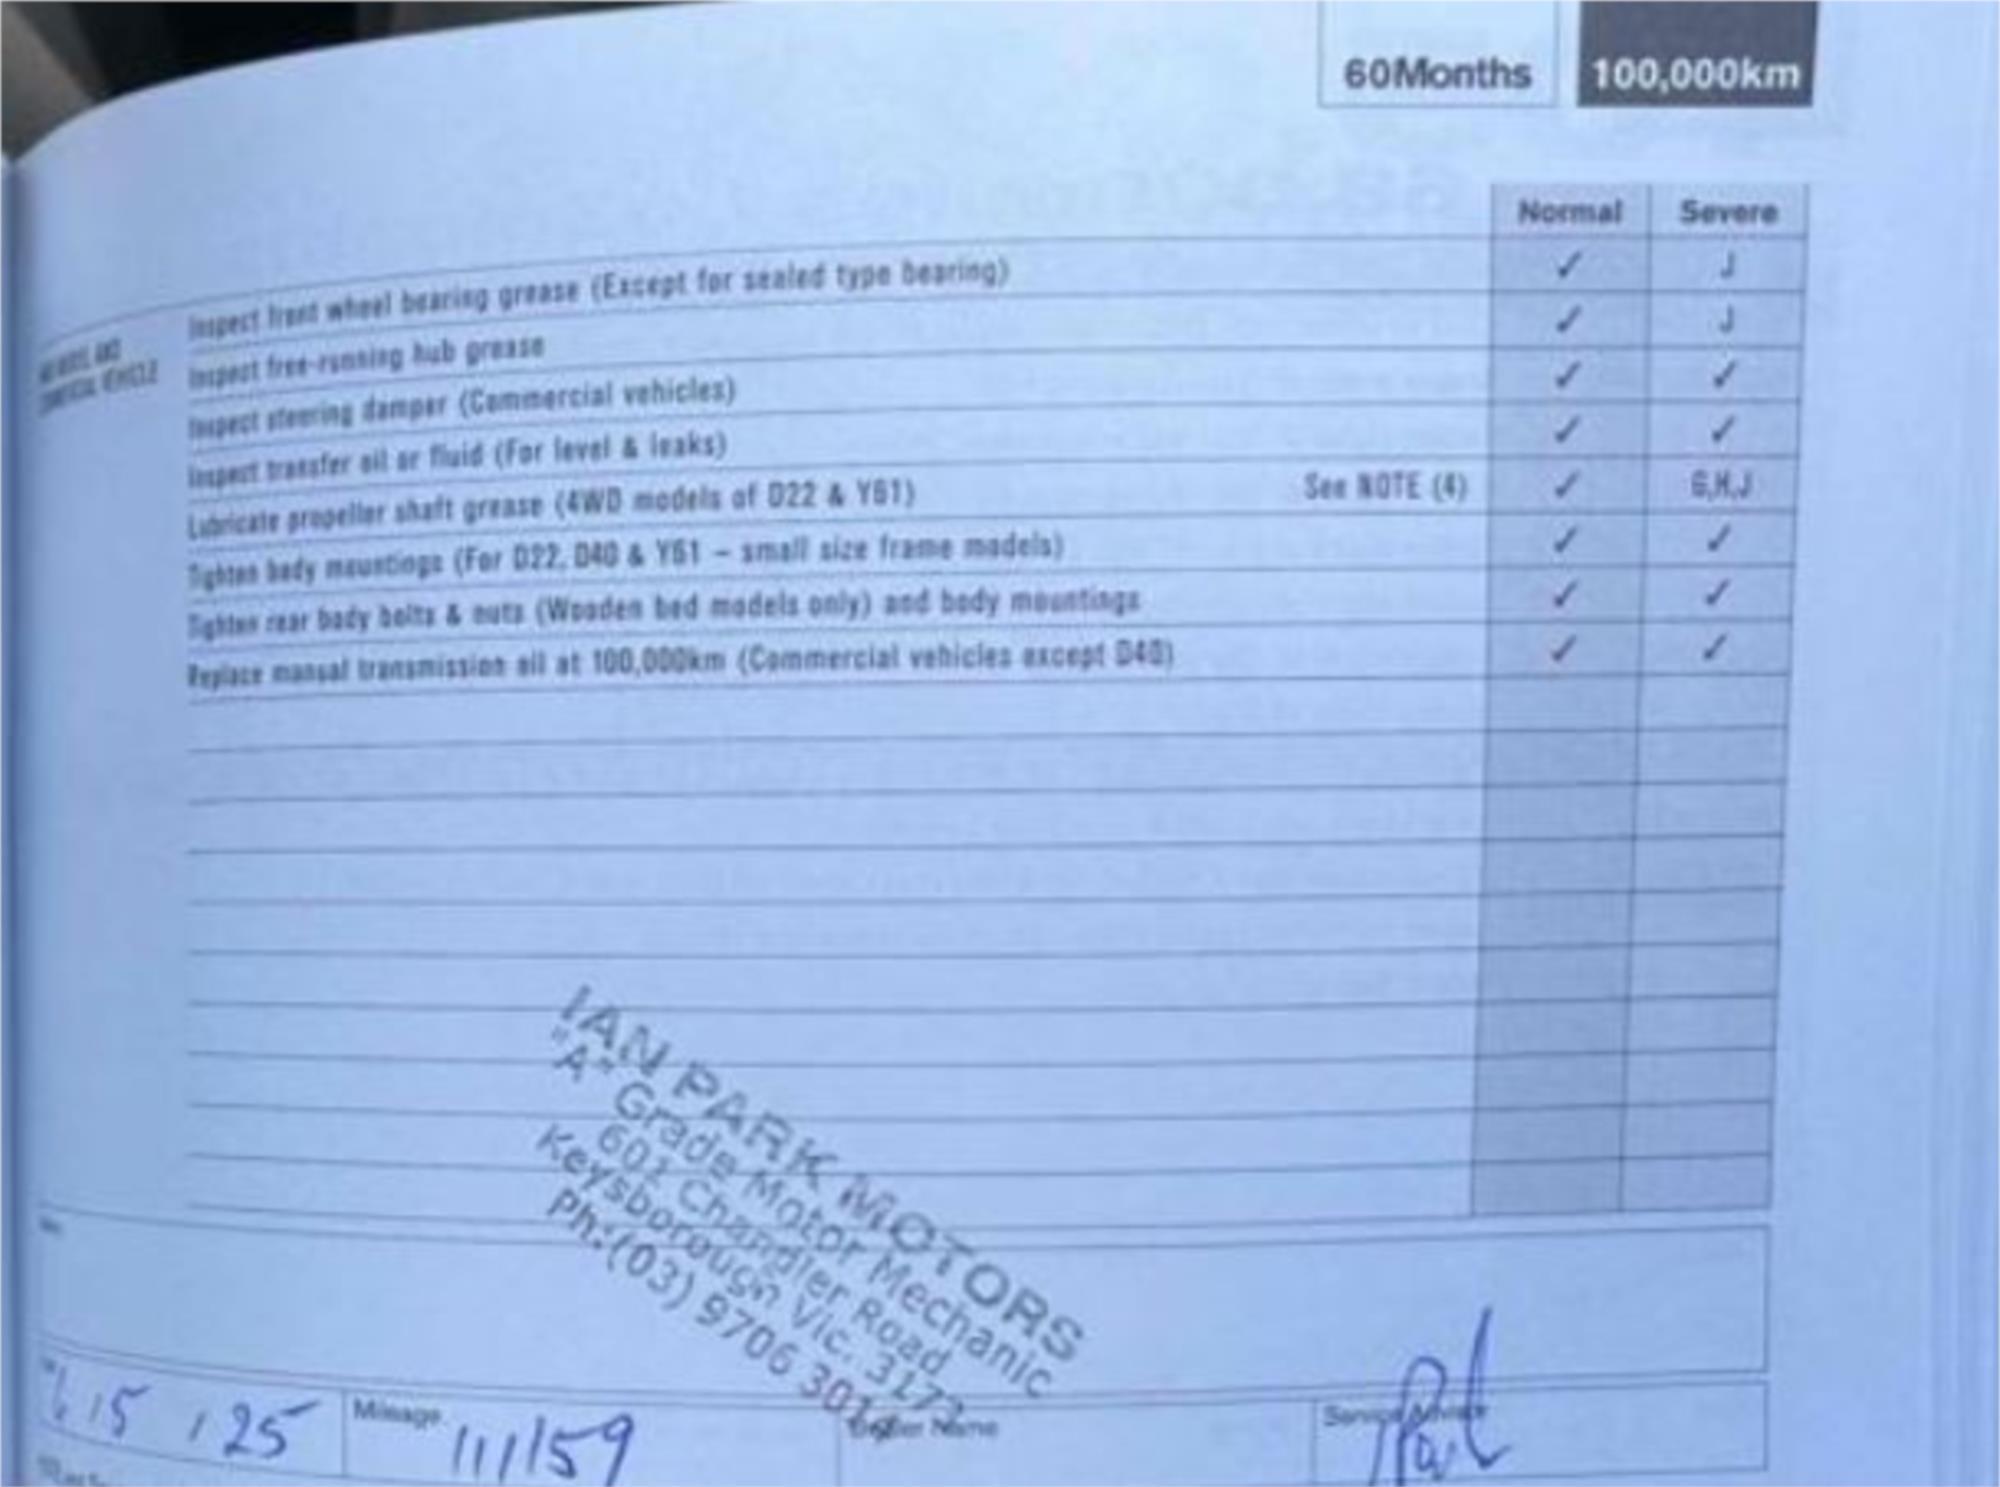 60Months 100,000km
Normal Severe
Inspect front wheel bearing grease (Except for sealed type bearing) ✓ J
Inspect free-running hub grease ✓ J
COMMERCIAL VEHICLE
Inspect steering damper (Commercial vehicles) ✓ ✓
Inspect transfer oil or fluid (For level & leaks) ✓ ✓
Lubricate propeller shaft grease (4WD models of D22 & Y61) See NOTE (4) ✓ G,H,J
Tighten body mountings (For D22, D40 & Y61 – small size frame models) ✓ ✓
Tighten rear body bolts & nuts (Wooden bed models only) and body mountings ✓ ✓
Replace manual transmission oil at 100,000km (Commercial vehicles except D40) ✓ ✓
IAN PARK MOTORS
"A" Grade Motor Mechanic
601 Chandler Road
Keysborough Vic. 3173
Ph:(03) 9706
15 / 25
Mileage 111159
Dealer Name
Service Advisor